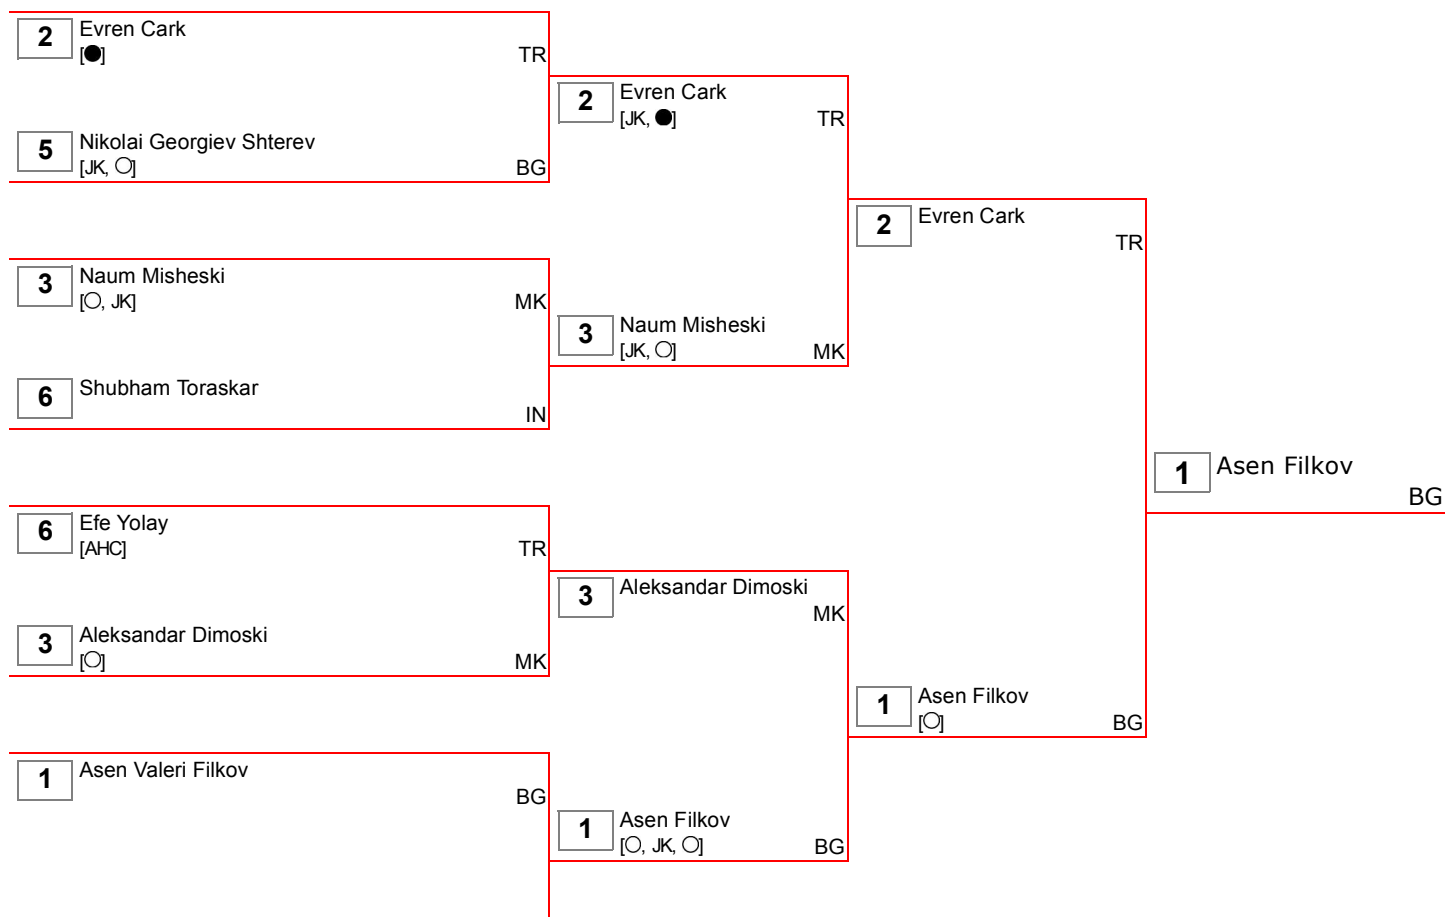 2 Evren Cark
[●] TR
5 Nikolai Georgiev Shterev
[JK, ○] BG
3 Naum Misheski
[○, JK] MK
6 Shubham Toraskar
IN
6 Efe Yolay
[AHC] TR
3 Aleksandar Dimoski
[○] MK
1 Asen Valeri Filkov
BG
2 Evren Cark
[JK, ●] TR
3 Naum Misheski
[JK, ○] MK
3 Aleksandar Dimoski
MK
1 Asen Filkov
[○, JK, ○] BG
2 Evren Cark
TR
1 Asen Filkov
[○] BG
1 Asen Filkov
BG